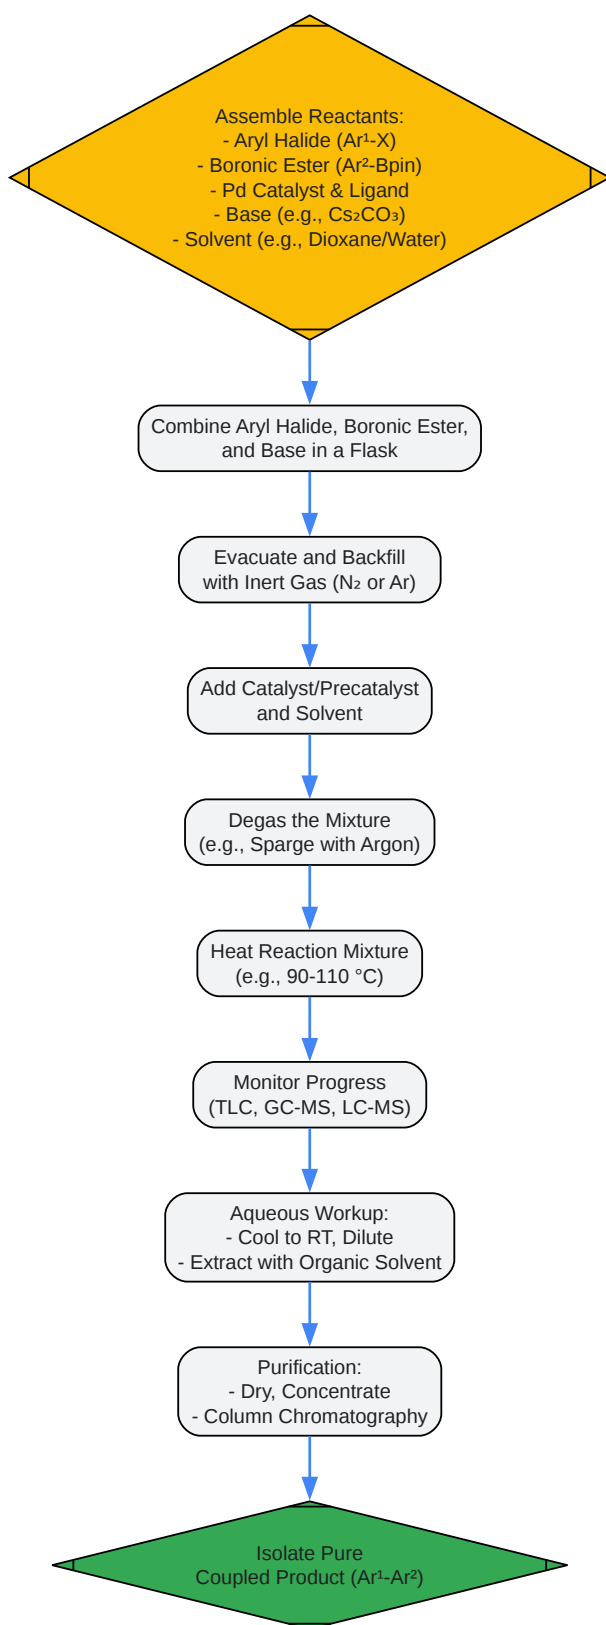 Assemble Reactants:
- Aryl Halide (Ar¹-X)
- Boronic Ester (Ar²-Bpin)
- Pd Catalyst & Ligand
- Base (e.g., Cs₂CO₃)
- Solvent (e.g., Dioxane/Water)
Combine Aryl Halide, Boronic Ester,
and Base in a Flask
Evacuate and Backfill
with Inert Gas (N₂ or Ar)
Add Catalyst/Precatalyst
and Solvent
Degas the Mixture
(e.g., Sparge with Argon)
Heat Reaction Mixture
(e.g., 90-110 °C)
Monitor Progress
(TLC, GC-MS, LC-MS)
Aqueous Workup:
- Cool to RT, Dilute
- Extract with Organic Solvent
Purification:
- Dry, Concentrate
- Column Chromatography
Isolate Pure
Coupled Product (Ar¹-Ar²)